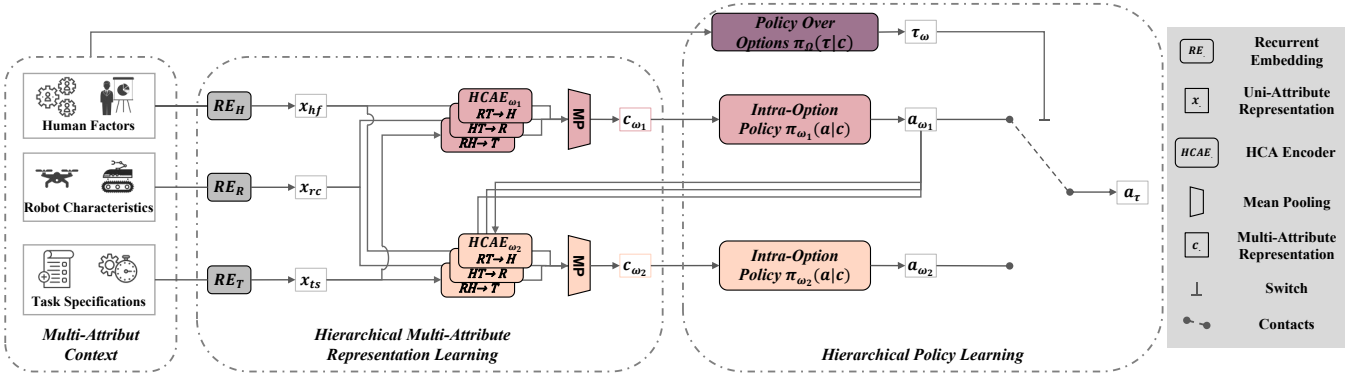 Human Factors
Robot Characteristics
Task Specifications
Multi-Attribut
Context
RE_H
RE_R
RE_T
x_hf
x_rc
x_ts
HCAE_ω1
RT→ H
HT→ R
RH→ T
MP
c_ω1
HCAE_ω2
RT→ H
HT→ R
RH→ T
MP
c_ω2
Hierarchical Multi-Attribute
Representation Learning
Policy Over
Options π_Ω(τ|c)
τ_ω
Intra-Option
Policy π_ω1(a|c)
a_ω1
Intra-Option
Policy π_ω2(a|c)
a_ω2
a_τ
Hierarchical Policy Learning
RE.
Recurrent
Embedding
x.
Uni-Attribute
Representation
HCAE.
HCA Encoder
Mean Pooling
c.
Multi-Attribute
Representation
Switch
Contacts